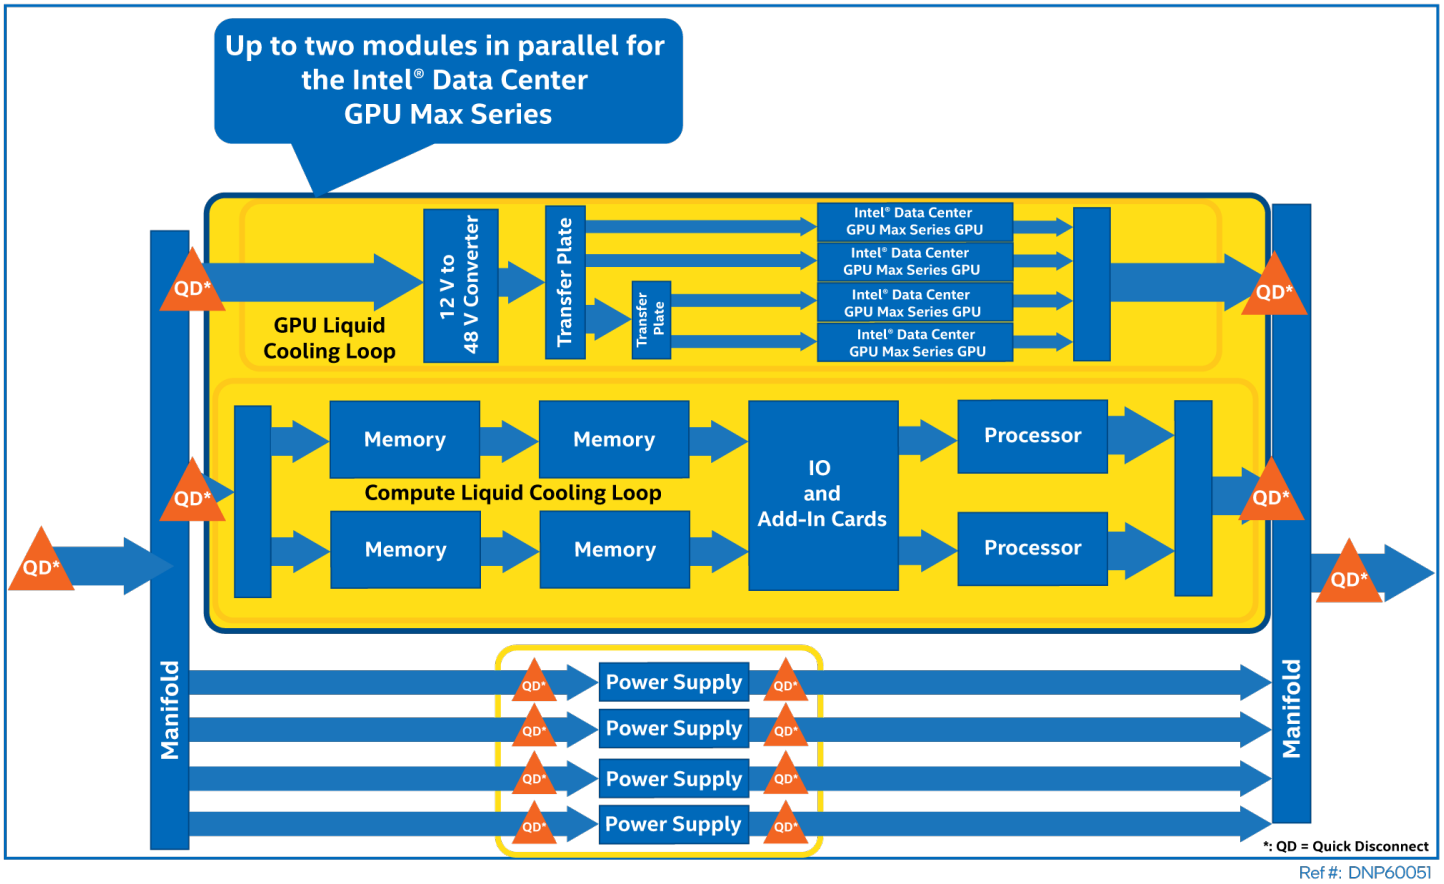 Up to two modules in parallel for
the Intel® Data Center
GPU Max Series
QD*
GPU Liquid
Cooling Loop
12 V to
48 V Converter
Transfer Plate
Transfer
Plate
Intel® Data Center
GPU Max Series GPU
Intel® Data Center
GPU Max Series GPU
Intel® Data Center
GPU Max Series GPU
Intel® Data Center
GPU Max Series GPU
QD*
QD*
Memory
Memory
Compute Liquid Cooling Loop
Memory
Memory
IO
and
Add-In Cards
Processor
Processor
QD*
QD*
QD*
Manifold
QD*
Power Supply
QD*
QD*
Power Supply
QD*
QD*
Power Supply
QD*
QD*
Power Supply
QD*
Manifold
*: QD = Quick Disconnect
Ref #: DNP60051